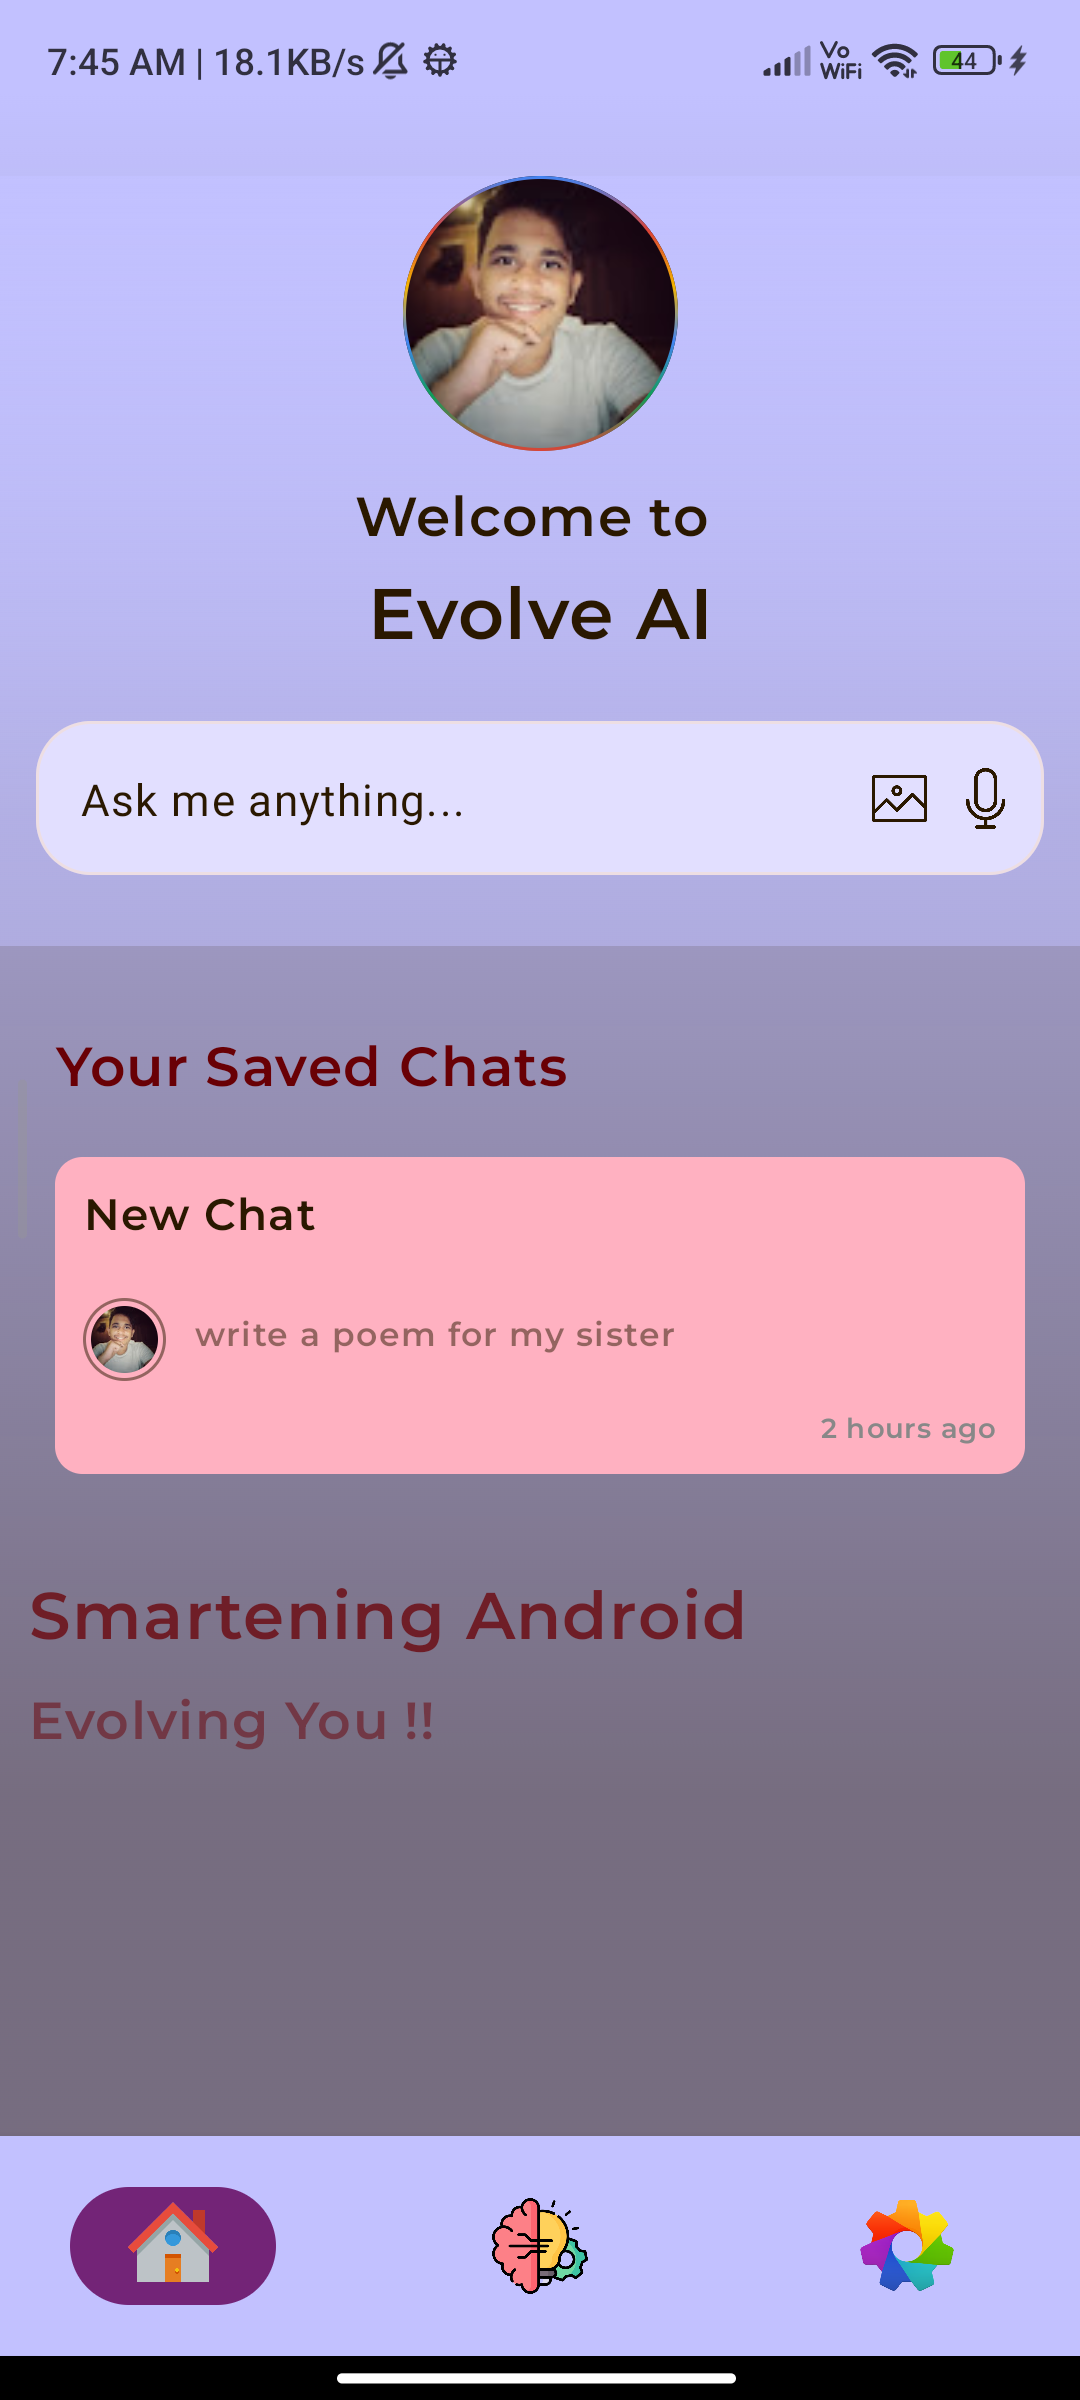 7:45 AM | 18.1KB/s
Vo
WiFi
44
Welcome to
Evolve AI
Ask me anything...
Your Saved Chats
New Chat
write a poem for my sister
2 hours ago
Smartening Android
Evolving You !!